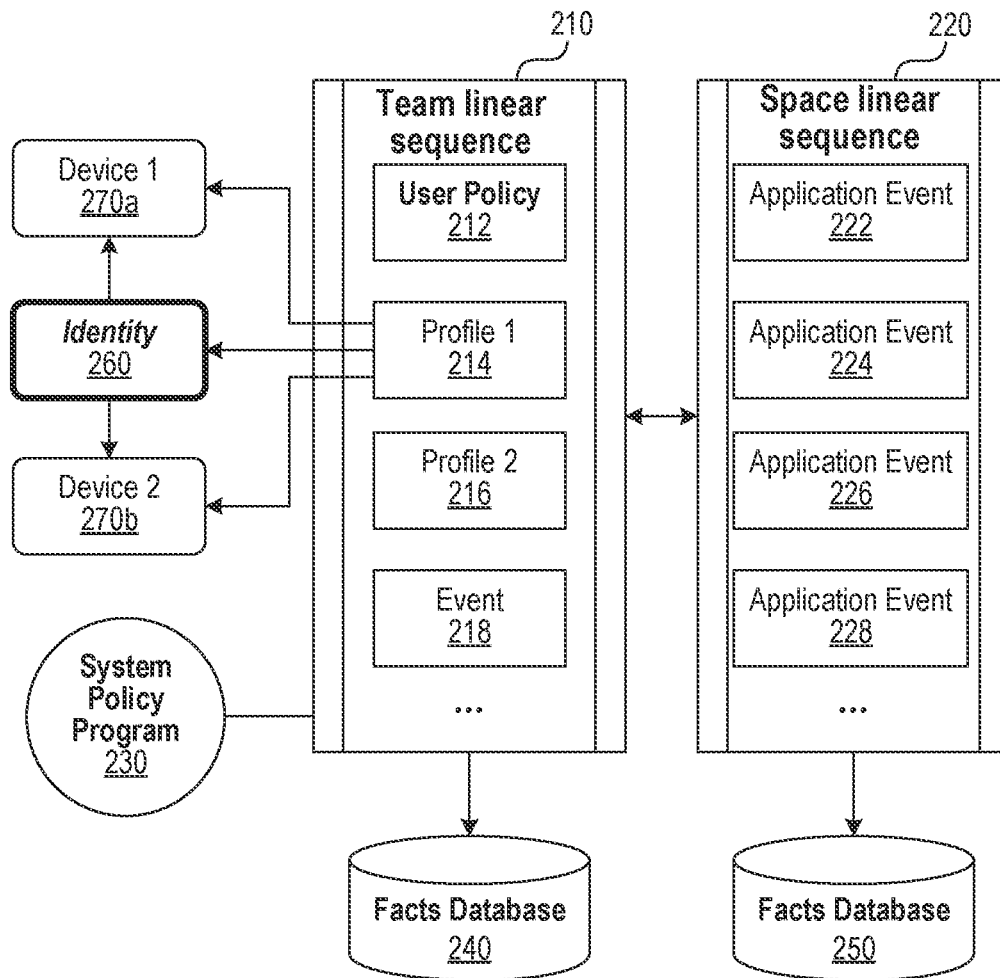 210
220
Team linear
sequence
Space linear
sequence
Device 1
270a
User Policy
212
Application Event
222
Identity
260
Profile 1
214
Application Event
224
Device 2
270b
Profile 2
216
Application Event
226
Event
218
Application Event
228
System
Policy
Program
230
...
...
Facts Database
240
Facts Database
250